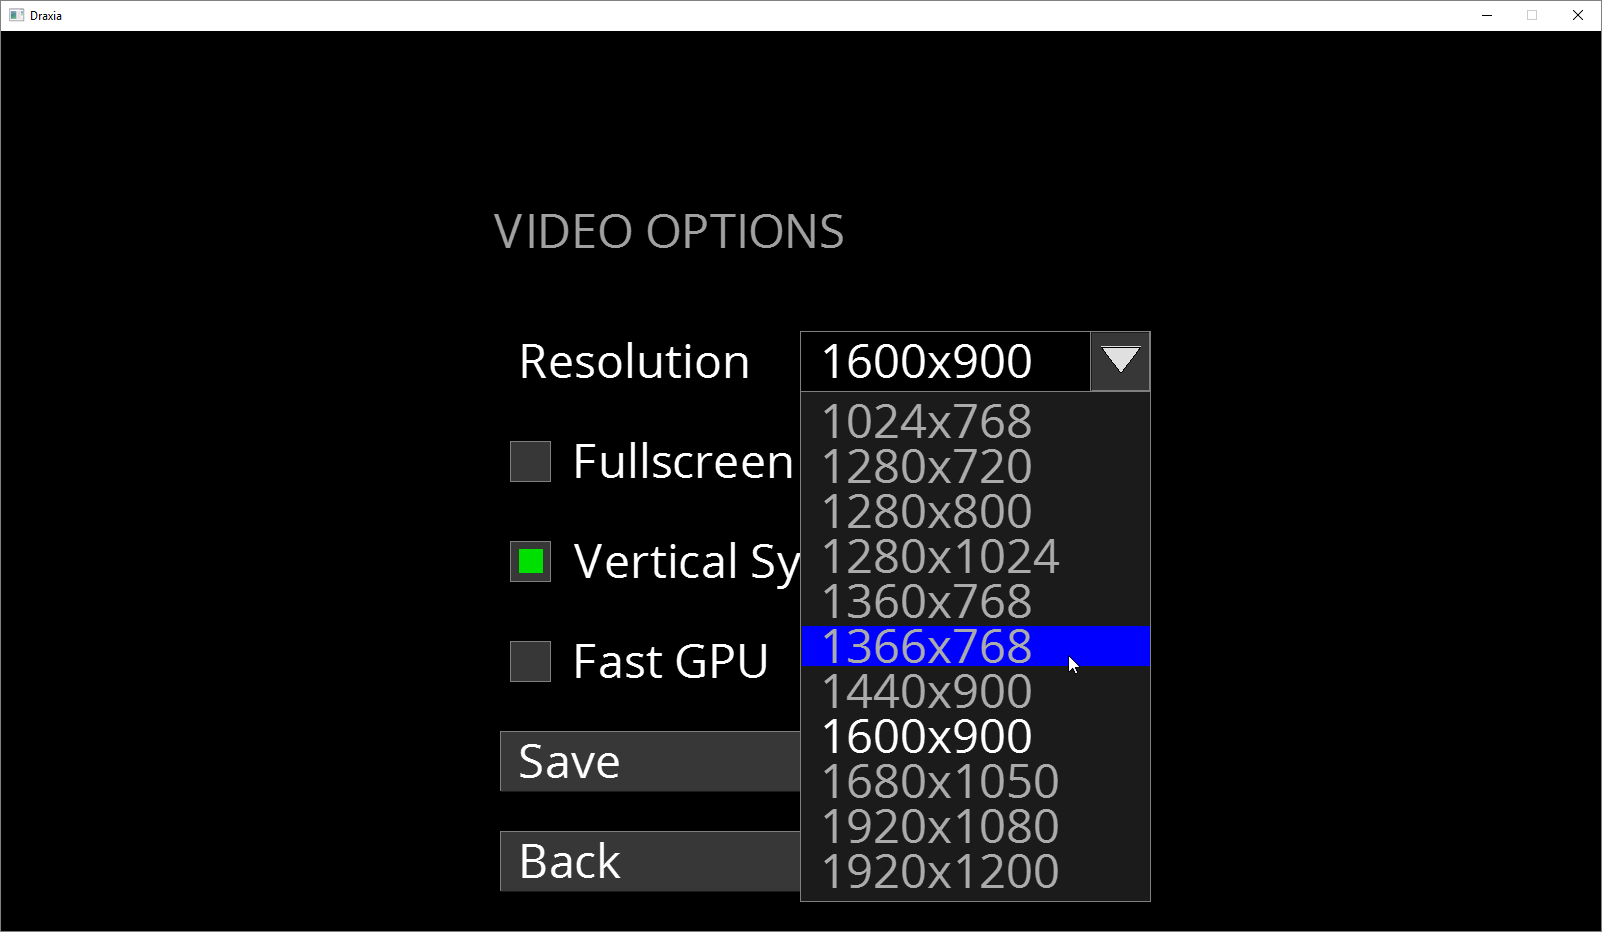 Draxia
VIDEO OPTIONS
Resolution 1600x900
1024x768
Fullscreen 1280x720
1280x800
Vertical Sy 1280x1024
1360x768
Fast GPU 1366x768
1440x900
1600x900
Save 1680x1050
1920x1080
Back 1920x1200